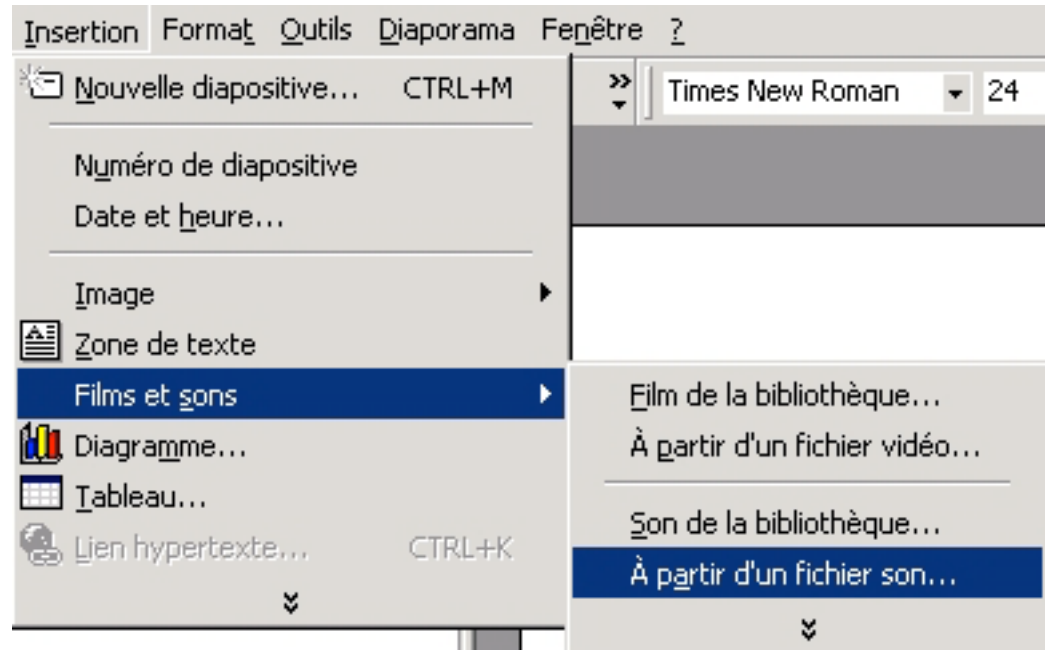 Insertion Format Outils Diaporama Fenêtre ?
Nouvelle diapositive... CTRL+M
Times New Roman 24
Numéro de diapositive
Date et heure...
Image
Zone de texte
Films et sons
Diagramme...
Tableau...
Lien hypertexte... CTRL+K
Film de la bibliothèque...
À partir d'un fichier vidéo...
Son de la bibliothèque...
À partir d'un fichier son...